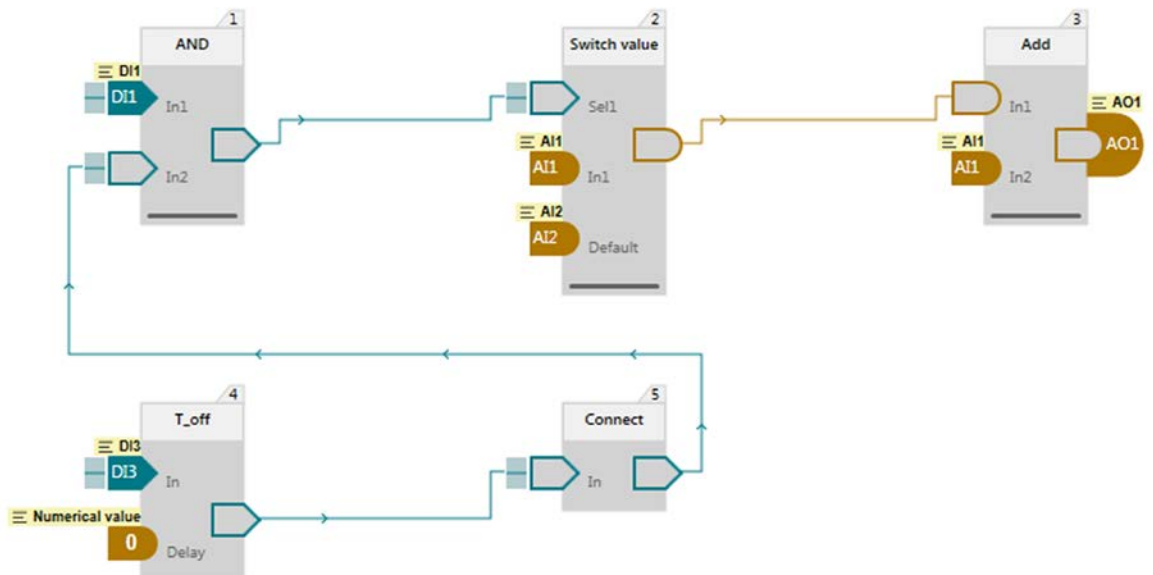 1
AND
DI1
DI1
In1
In2
2
Switch value
Sel1
AI1
AI1
In1
AI2
AI2
Default
3
Add
In1
AO1
AO1
AI1
AI1
In2
4
T_off
DI3
DI3
In
Numerical value
0
Delay
5
Connect
In